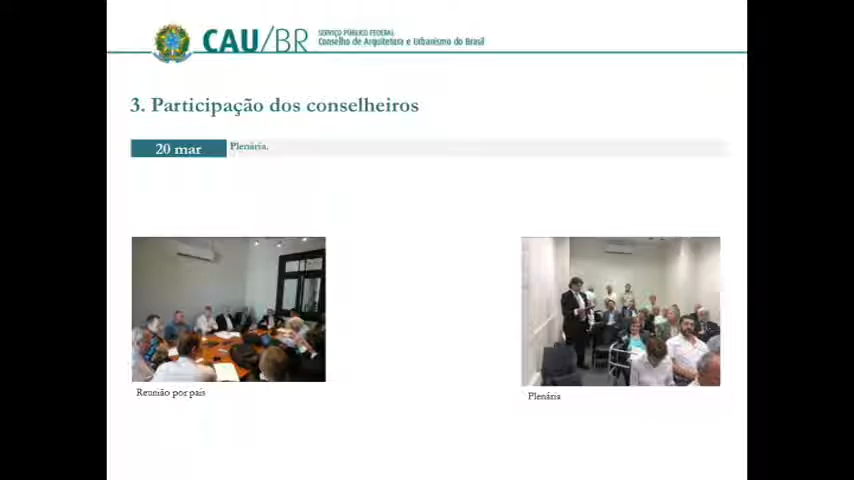 CAU/BR
SERVIÇO PÚBLICO FEDERAL
Conselho de Arquitetura e Urbanismo do Brasil
3. Participação dos conselheiros
20 mar
Plenária.
Reunião por país
Plenária